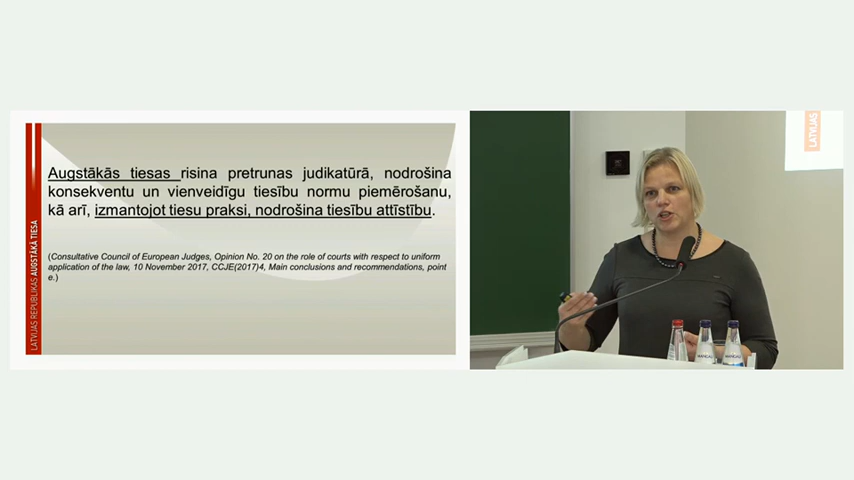 Augstākās tiesas risina pretrunas judikatūrā, nodrošina
konsekventu un vienveidīgu tiesību normu piemērošanu,
kā arī, izmantojot tiesu praksi, nodrošina tiesību attīstību.
(Consultative Council of European Judges, Opinion No. 20 on the role of courts with respect to uniform
application of the law, 10 November 2017, CCJE(2017)4, Main conclusions and recommendations, point
e.)
LATVIJAS REPUBLIKAS AUGSTĀKĀ TIESA
LATVIJAS
MANGAĻI
MANGAĻI